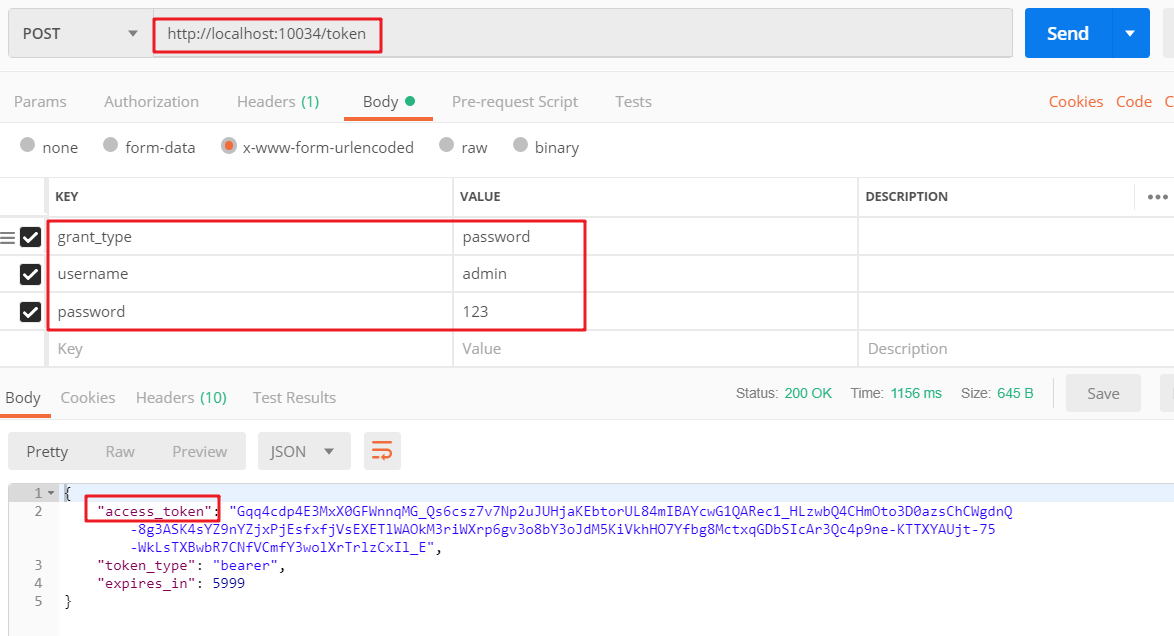 POST http://localhost:10034/token Send
Params Authorization Headers (1) Body Pre-request Script Tests Cookies Code C
none form-data x-www-form-urlencoded raw binary
KEY VALUE DESCRIPTION
grant_type password
username admin
password 123
Key Value Description
Body Cookies Headers (10) Test Results Status: 200 OK Time: 1156 ms Size: 645 B Save
Pretty Raw Preview JSON
1 {
2 "access_token": "Gqq4cdp4E3MxX0GFWnnqMG_Qs6csz7v7Np2uJUHjaKEbtorUL84mIBAYcwG1QARec1_HLzwbQ4CHmOto3D0azsChCWgdnQ
-8g3ASK4sYZ9nYZjxPjEsfxfjVsEXETlWAOkM3riWXrp6gv3o8bY3oJdM5KiVkhHO7Yfbg8MctxqGDbSIcAr3Qc4p9ne-KTTXYAUjt-75
-WkLsTXBwbR7CNfVCmfY3wolXrTrlzCxIl_E",
3 "token_type": "bearer",
4 "expires_in": 5999
5 }